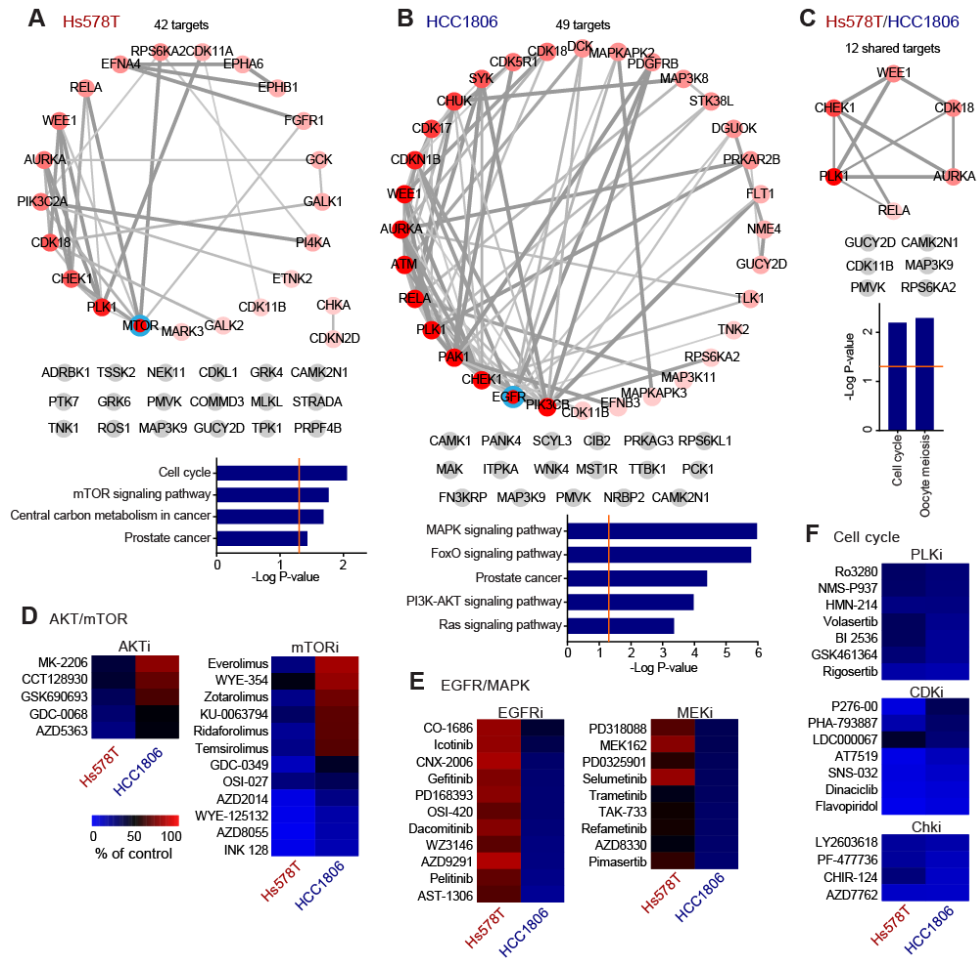 A Hs578T
42 targets
RPS6KA2 CDK11A
EFNA4 EPHA6
RELA EPHB1
WEE1 FGFR1
AURKA GCK
PIK3C2A GALK1
CDK18 PI4KA
CHEK1 ETNK2
PLK1 CDK11B CHKA
MTOR MARK3 GALK2 CDKN2D
ADRBK1 TSSK2 NEK11 CDKL1 GRK4 CAMK2N1
PTK7 GRK6 PMVK COMMD3 MLKL STRADA
TNK1 ROS1 MAP3K9 GUCY2D TPK1 PRPF4B
Cell cycle
mTOR signaling pathway
Central carbon metabolism in cancer
Prostate cancer
0 1 2
-Log P-value
B HCC1806
49 targets
CDK18 DCK MAPKAPK2
CDK5R1 PDGFRB
SYK MAP3K8
CHUK STK38L
CDK17 DGUOK
CDKN1B PRKAR2B
WEE1 FLT1
AURKA NME4
ATM GUCY2D
RELA TLK1
PLK1 TNK2
PAK1 RPS6KA2
CHEK1 MAP3K11
EGFR MAPKAPK3
PIK3CB EFNB3
CDK11B
CAMK1 PANK4 SCYL3 CIB2 PRKAG3 RPS6KL1
MAK ITPKA WNK4 MST1R TTBK1 PCK1
FN3KRP MAP3K9 PMVK NRBP2 CAMK2N1
MAPK signaling pathway
FoxO signaling pathway
Prostate cancer
PI3K-AKT signaling pathway
Ras signaling pathway
0 1 2 3 4 5 6
-Log P-value
C Hs578T/HCC1806
12 shared targets
WEE1
CHEK1 CDK18
PLK1 AURKA
RELA
GUCY2D CAMK2N1
CDK11B MAP3K9
PMVK RPS6KA2
-Log P-value
0 1 2
Cell cycle
Oocyte meiosis
D AKT/mTOR
AKTi
MK-2206
CCT128930
GSK690693
GDC-0068
AZD5363
Hs578T
HCC1806
0 50 100
% of control
mTORi
Everolimus
WYE-354
Zotarolimus
KU-0063794
Ridaforolimus
Temsirolimus
GDC-0349
OSI-027
AZD2014
WYE-125132
AZD8055
INK 128
Hs578T
HCC1806
E EGFR/MAPK
EGFRi
CO-1686
Icotinib
CNX-2006
Gefitinib
PD168393
OSI-420
Dacomitinib
WZ3146
AZD9291
Pelitinib
AST-1306
Hs578T
HCC1806
MEKi
PD318088
MEK162
PD0325901
Selumetinib
Trametinib
TAK-733
Refametinib
AZD8330
Pimasertib
Hs578T
HCC1806
F Cell cycle
PLKi
Ro3280
NMS-P937
HMN-214
Volasertib
BI 2536
GSK461364
Rigosertib
CDKi
P276-00
PHA-793887
LDC000067
AT7519
SNS-032
Dinaciclib
Flavopiridol
Chki
LY2603618
PF-477736
CHIR-124
AZD7762
Hs578T
HCC1806